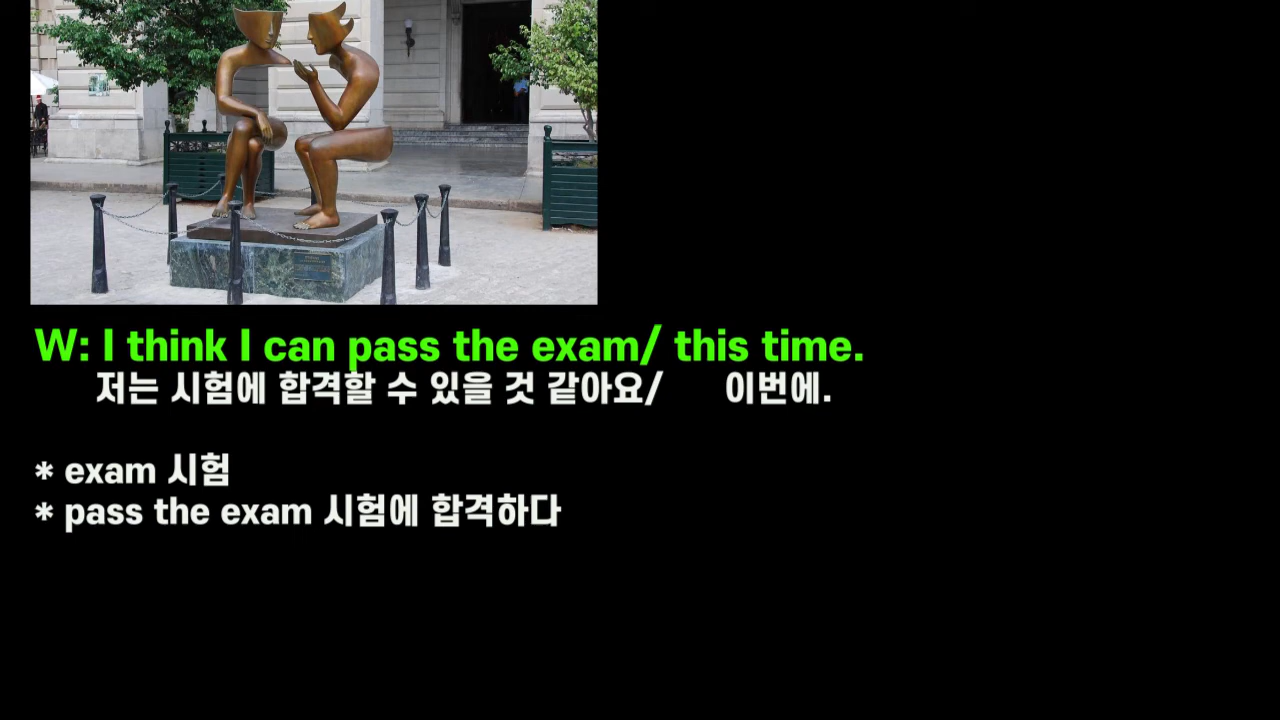 W: I think I can pass the exam/ this time.
저는 시험에 합격할 수 있을 것 같아요/ 이번에.
* exam 시험
* pass the exam 시험에 합격하다